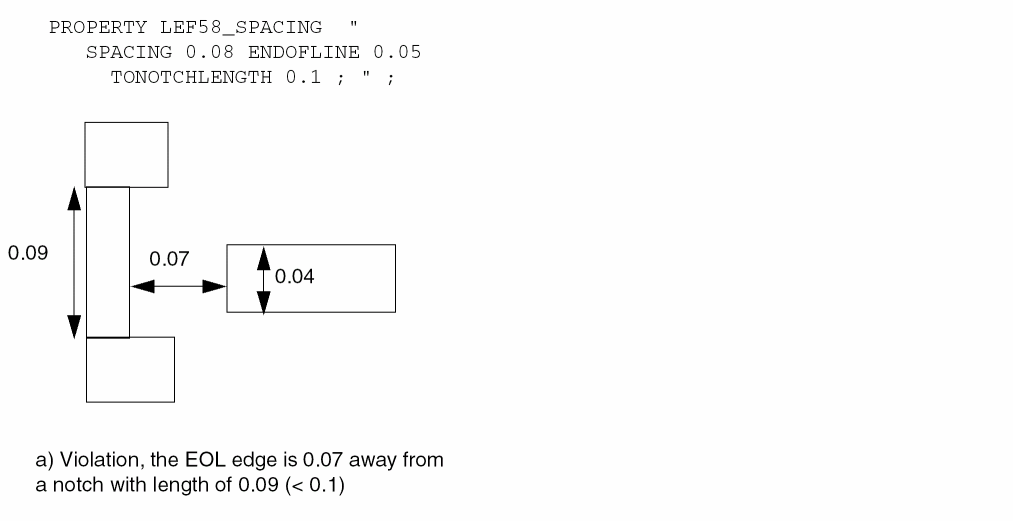 PROPERTY LEF58_SPACING "
SPACING 0.08 ENDOFLINE 0.05
TONOTCHLENGTH 0.1 ; " ;
0.09
0.07
0.04
a) Violation, the EOL edge is 0.07 away from
a notch with length of 0.09 (< 0.1)